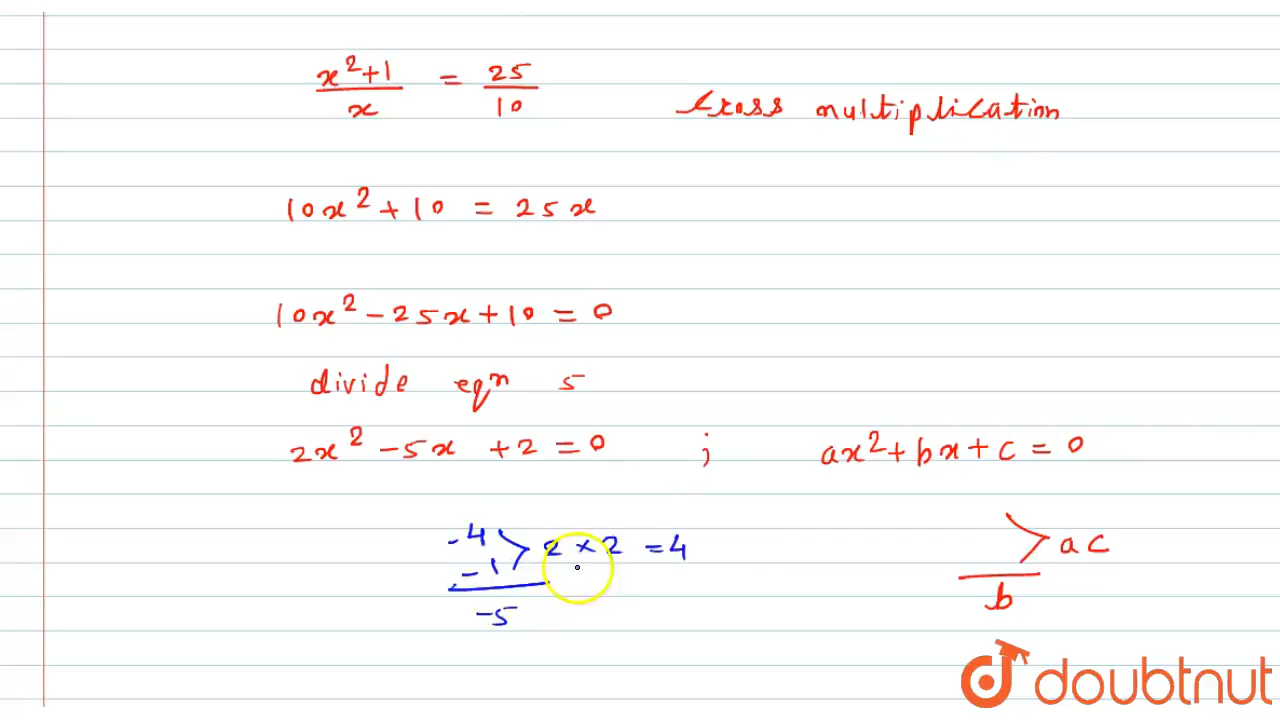 x²+1/x = 25/10 Cross multiplication
10x²+10 = 25x
10x²-25x+10=0
divide eqn 5
2x²-5x+2=0 ; ax²+bx+c=0
-4
-1 > 2×2=4 > ac
-5 b
doubtnut